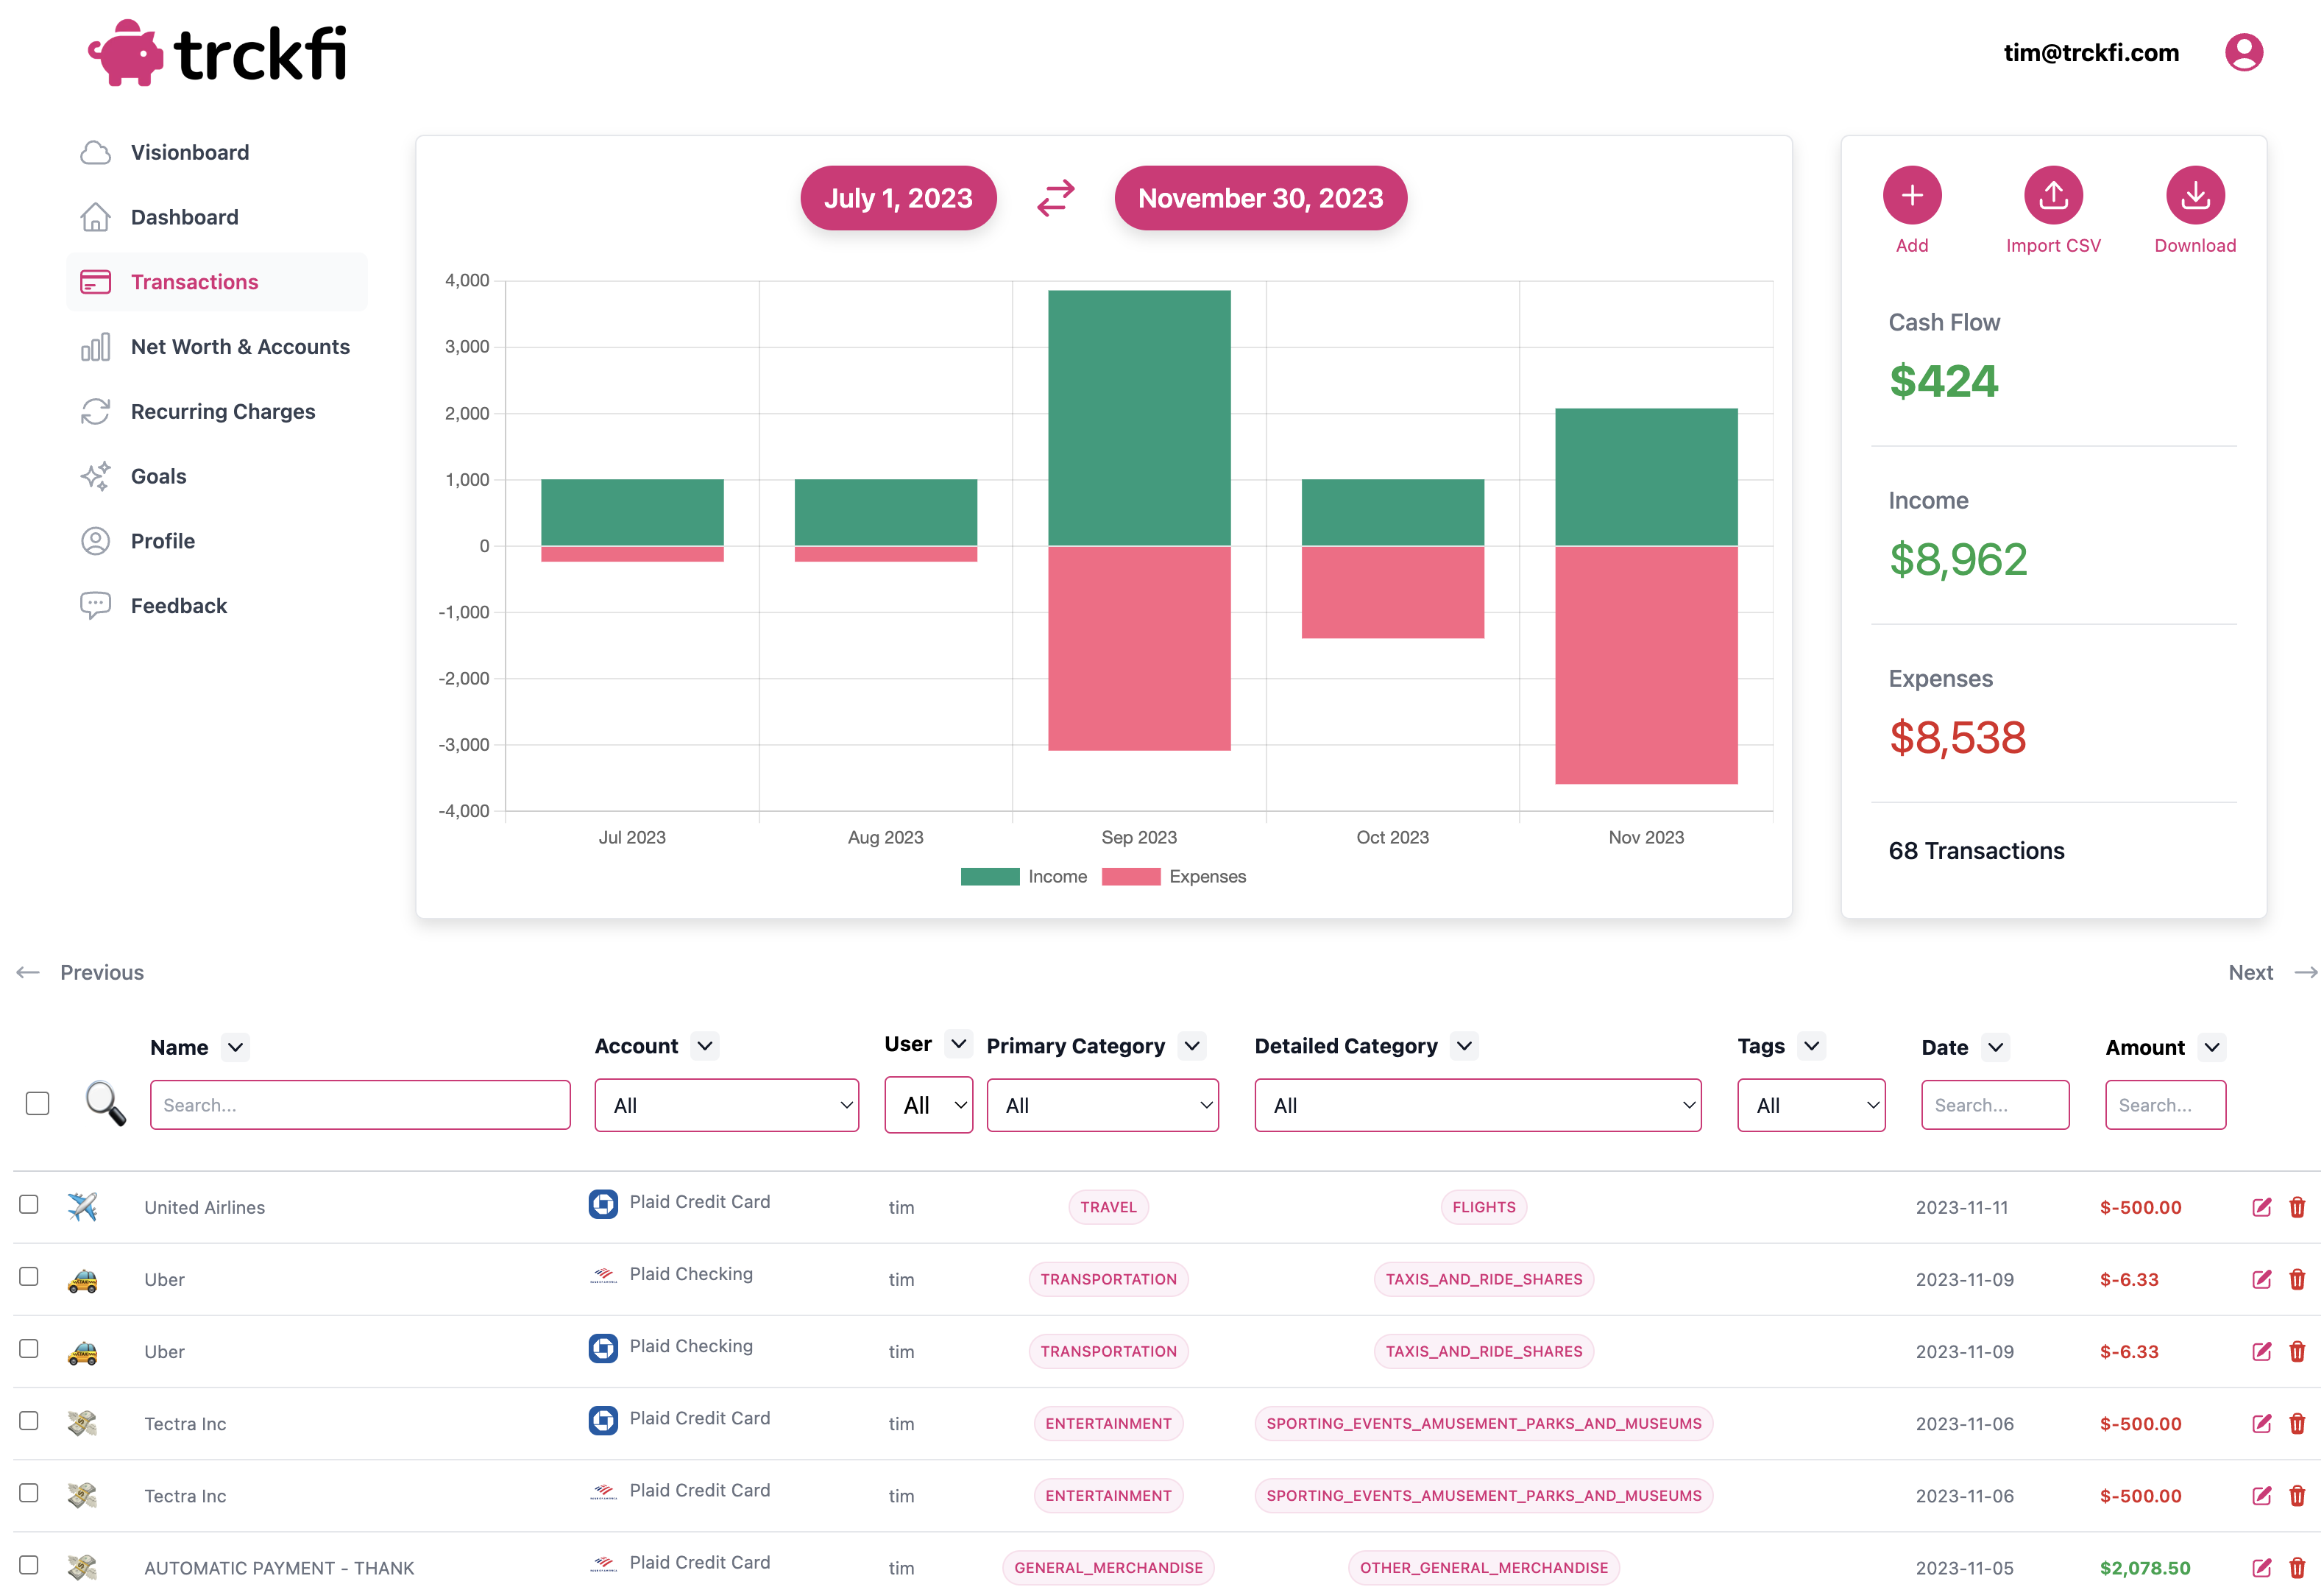 trckfi
tim@trckfi.com
Visionboard
Dashboard
Transactions
Net Worth & Accounts
Recurring Charges
Goals
Profile
Feedback
July 1, 2023
November 30, 2023
4,000
3,000
2,000
1,000
0
-1,000
-2,000
-3,000
-4,000
Jul 2023 Aug 2023 Sep 2023 Oct 2023 Nov 2023
Income Expenses
Add Import CSV Download
Cash Flow
$424
Income
$8,962
Expenses
$8,538
68 Transactions
Previous Next
Name Account User Primary Category Detailed Category Tags Date Amount
Search... All All All All All Search... Search...
United Airlines Plaid Credit Card tim TRAVEL FLIGHTS 2023-11-11 $-500.00
Uber Plaid Checking tim TRANSPORTATION TAXIS_AND_RIDE_SHARES 2023-11-09 $-6.33
Uber Plaid Checking tim TRANSPORTATION TAXIS_AND_RIDE_SHARES 2023-11-09 $-6.33
Tectra Inc Plaid Credit Card tim ENTERTAINMENT SPORTING_EVENTS_AMUSEMENT_PARKS_AND_MUSEUMS 2023-11-06 $-500.00
Tectra Inc Plaid Credit Card tim ENTERTAINMENT SPORTING_EVENTS_AMUSEMENT_PARKS_AND_MUSEUMS 2023-11-06 $-500.00
AUTOMATIC PAYMENT - THANK Plaid Credit Card tim GENERAL_MERCHANDISE OTHER_GENERAL_MERCHANDISE 2023-11-05 $2,078.50